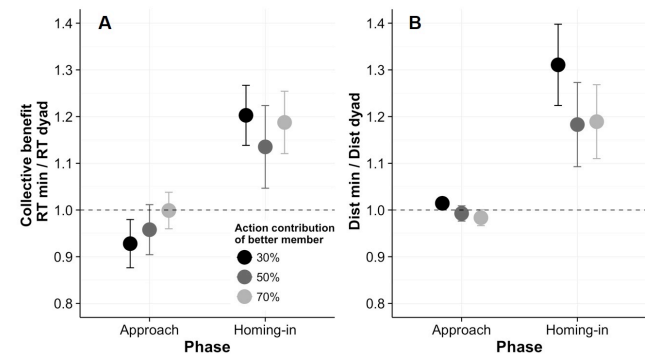 A
B
Collective benefit
RT min / RT dyad
1.4
1.3
1.2
1.1
1.0
0.9
0.8
Action contribution
of better member
30%
50%
70%
Approach
Homing-in
Phase
Dist min / Dist dyad
1.4
1.3
1.2
1.1
1.0
0.9
0.8
Approach
Homing-in
Phase